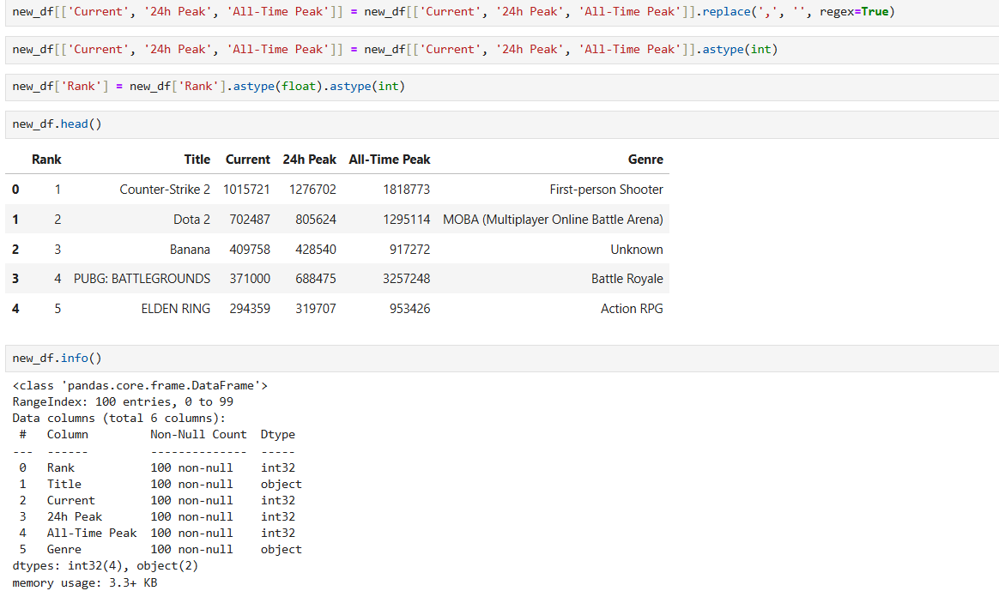 new_df[['Current', '24h Peak', 'All-Time Peak']] = new_df[['Current', '24h Peak', 'All-Time Peak']].replace(',', '', regex=True)
new_df[['Current', '24h Peak', 'All-Time Peak']] = new_df[['Current', '24h Peak', 'All-Time Peak']].astype(int)
new_df['Rank'] = new_df['Rank'].astype(float).astype(int)
new_df.head()
Rank Title Current 24h Peak All-Time Peak Genre
0 1 Counter-Strike 2 1015721 1276702 1818773 First-person Shooter
1 2 Dota 2 702487 805624 1295114 MOBA (Multiplayer Online Battle Arena)
2 3 Banana 409758 428540 917272 Unknown
3 4 PUBG: BATTLEGROUNDS 371000 688475 3257248 Battle Royale
4 5 ELDEN RING 294359 319707 953426 Action RPG
new_df.info()
<class 'pandas.core.frame.DataFrame'>
RangeIndex: 100 entries, 0 to 99
Data columns (total 6 columns):
 #   Column         Non-Null Count  Dtype
---  ------         --------------  -----
 0   Rank           100 non-null    int32
 1   Title          100 non-null    object
 2   Current        100 non-null    int32
 3   24h Peak       100 non-null    int32
 4   All-Time Peak  100 non-null    int32
 5   Genre          100 non-null    object
dtypes: int32(4), object(2)
memory usage: 3.3+ KB